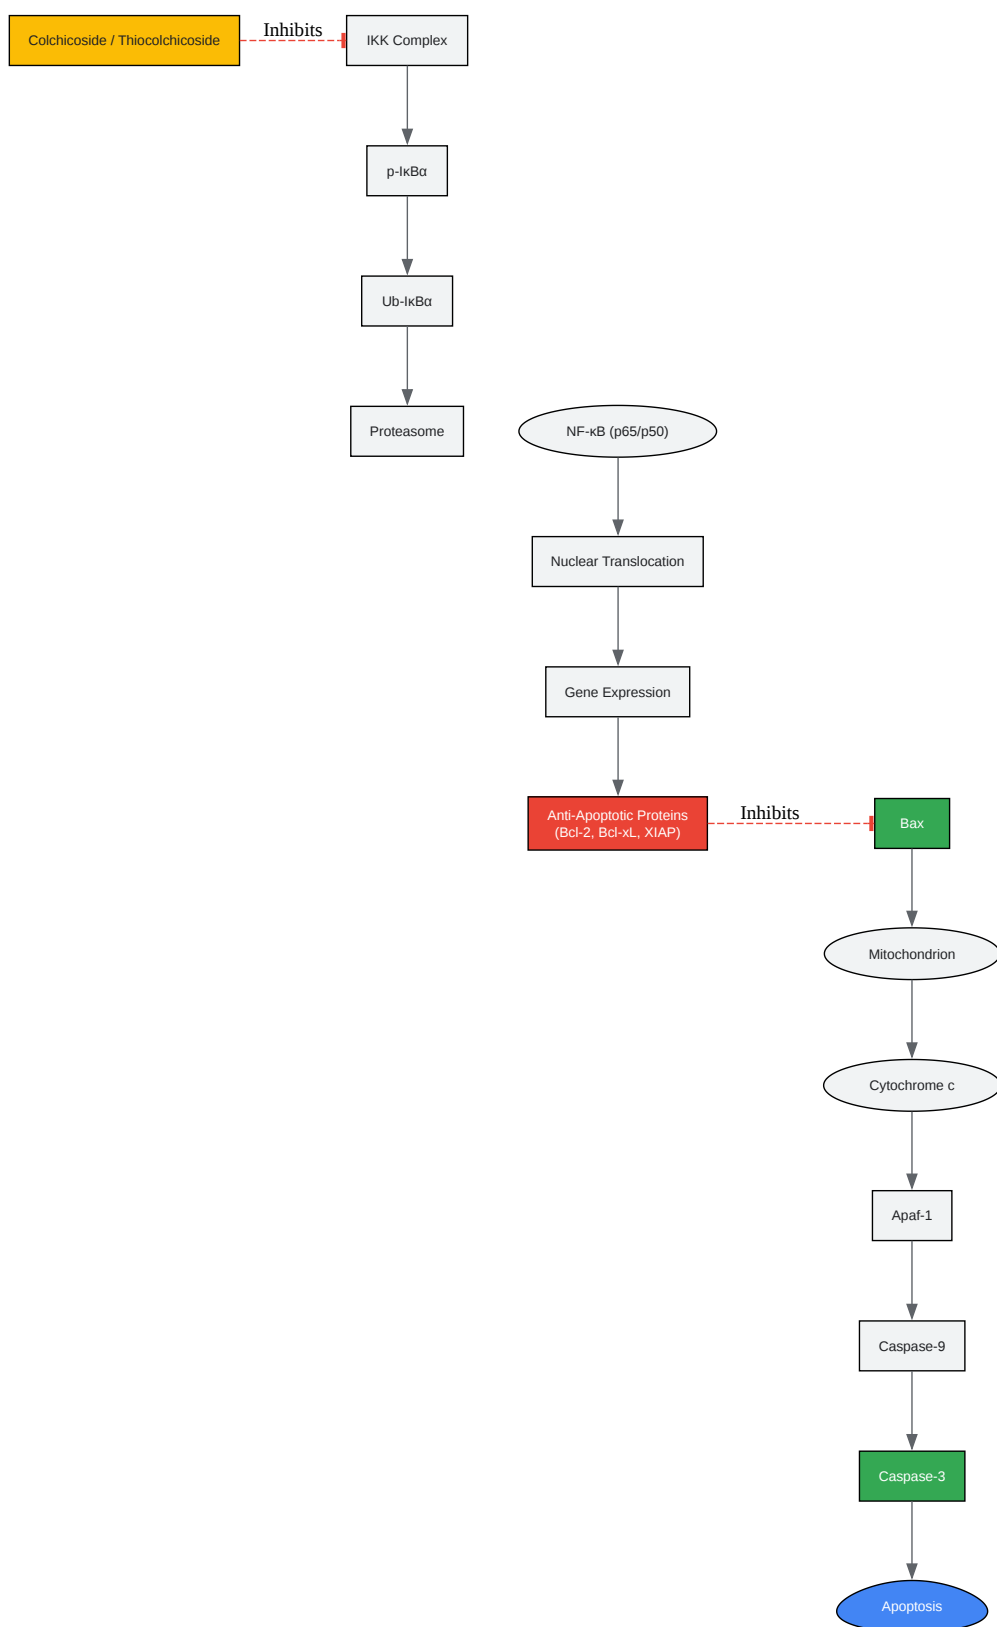 Colchicoside / Thiocolchicoside
Inhibits
IKK Complex
p-IκBα
Ub-IκBα
Proteasome
NF-κB (p65/p50)
Nuclear Translocation
Gene Expression
Anti-Apoptotic Proteins
(Bcl-2, Bcl-xL, XIAP)
Inhibits
Bax
Mitochondrion
Cytochrome c
Apaf-1
Caspase-9
Caspase-3
Apoptosis